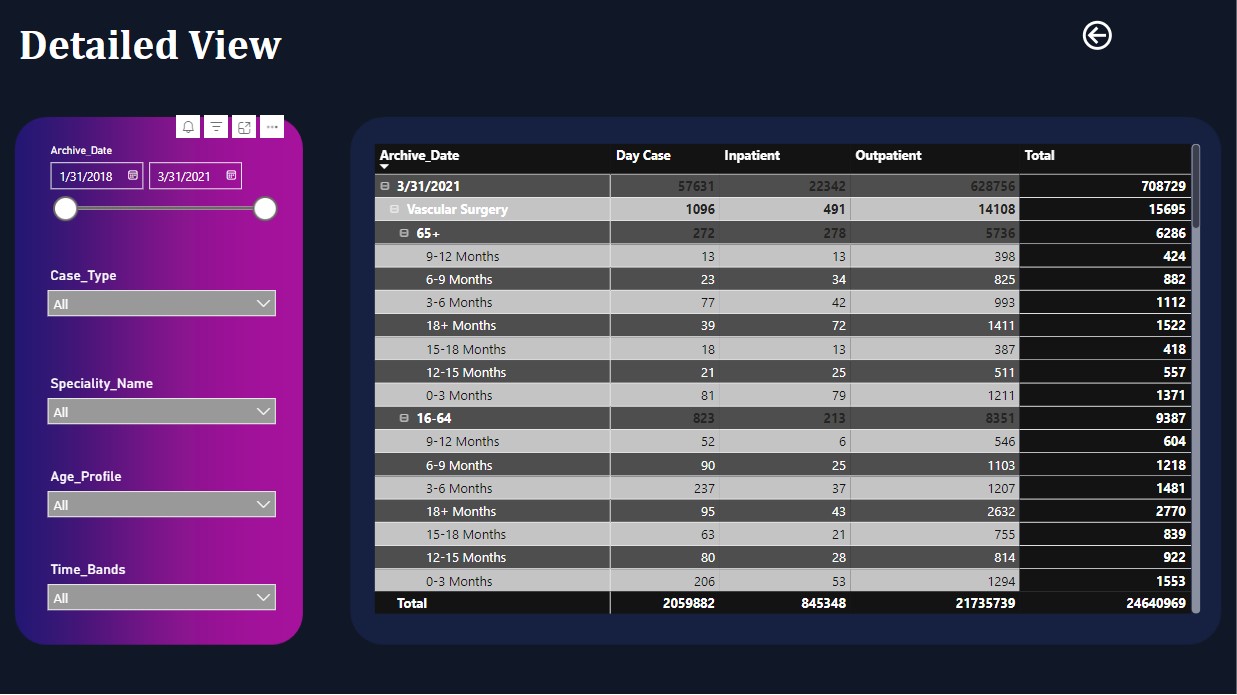 Detailed View
Archive_Date
1/31/2018 3/31/2021
Case_Type
All
Speciality_Name
All
Age_Profile
All
Time_Bands
All
Archive_Date Day Case Inpatient Outpatient Total
3/31/2021 57631 22342 628756 708729
Vascular Surgery 1096 491 14108 15695
65+ 272 278 5736 6286
9-12 Months 13 13 398 424
6-9 Months 23 34 825 882
3-6 Months 77 42 993 1112
18+ Months 39 72 1411 1522
15-18 Months 18 13 387 418
12-15 Months 21 25 511 557
0-3 Months 81 79 1211 1371
16-64 823 213 8351 9387
9-12 Months 52 6 546 604
6-9 Months 90 25 1103 1218
3-6 Months 237 37 1207 1481
18+ Months 95 43 2632 2770
15-18 Months 63 21 755 839
12-15 Months 80 28 814 922
0-3 Months 206 53 1294 1553
Total 2059882 845348 21735739 24640969